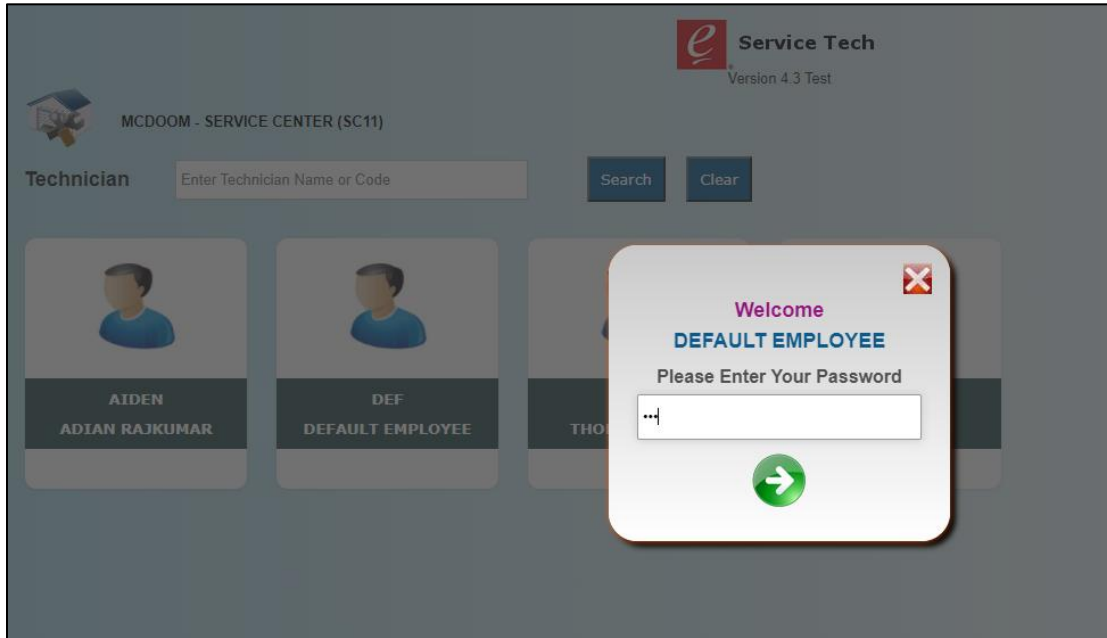 e Service Tech
Version 4.3 Test
MCDOOM - SERVICE CENTER (SC11)
Technician Enter Technician Name or Code Search Clear
Welcome
DEFAULT EMPLOYEE
Please Enter Your Password
•••
AIDEN
ADIAN RAJKUMAR
DEF
DEFAULT EMPLOYEE